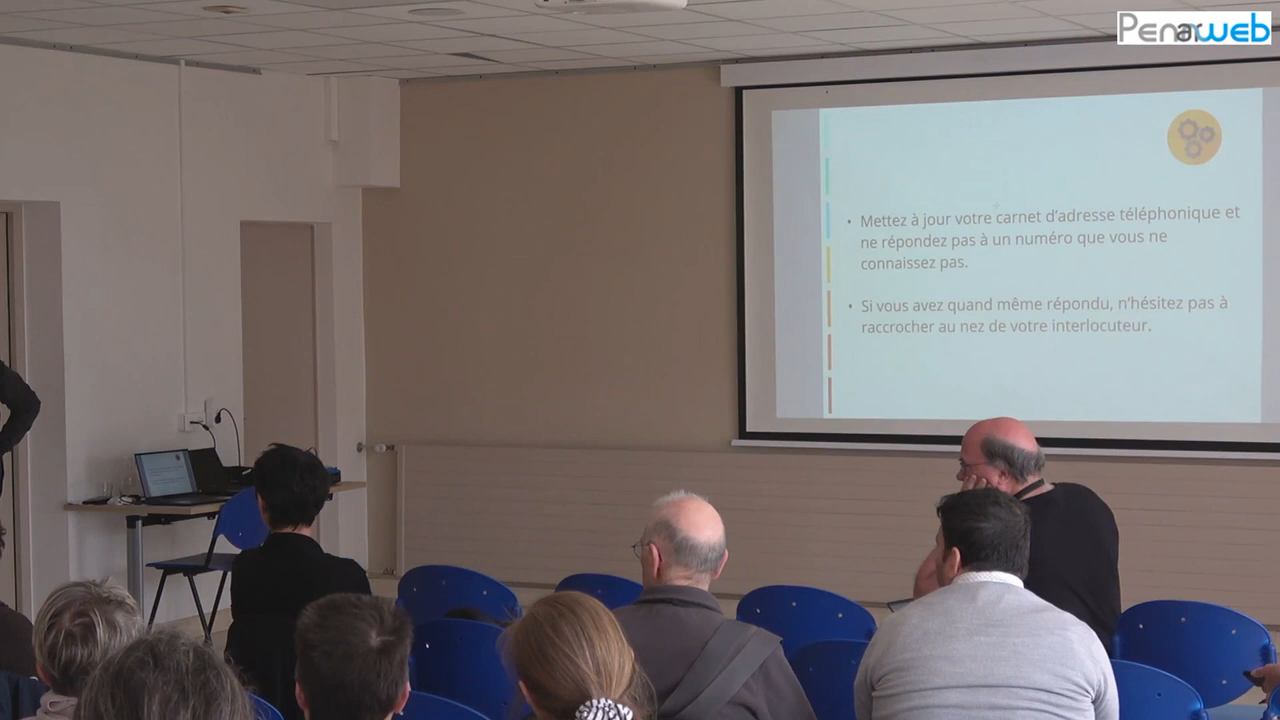 Penarweb
• Mettez à jour votre carnet d'adresse téléphonique et
ne répondez pas à un numéro que vous ne
connaissez pas.
• Si vous avez quand même répondu, n'hésitez pas à
raccrocher au nez de votre interlocuteur.